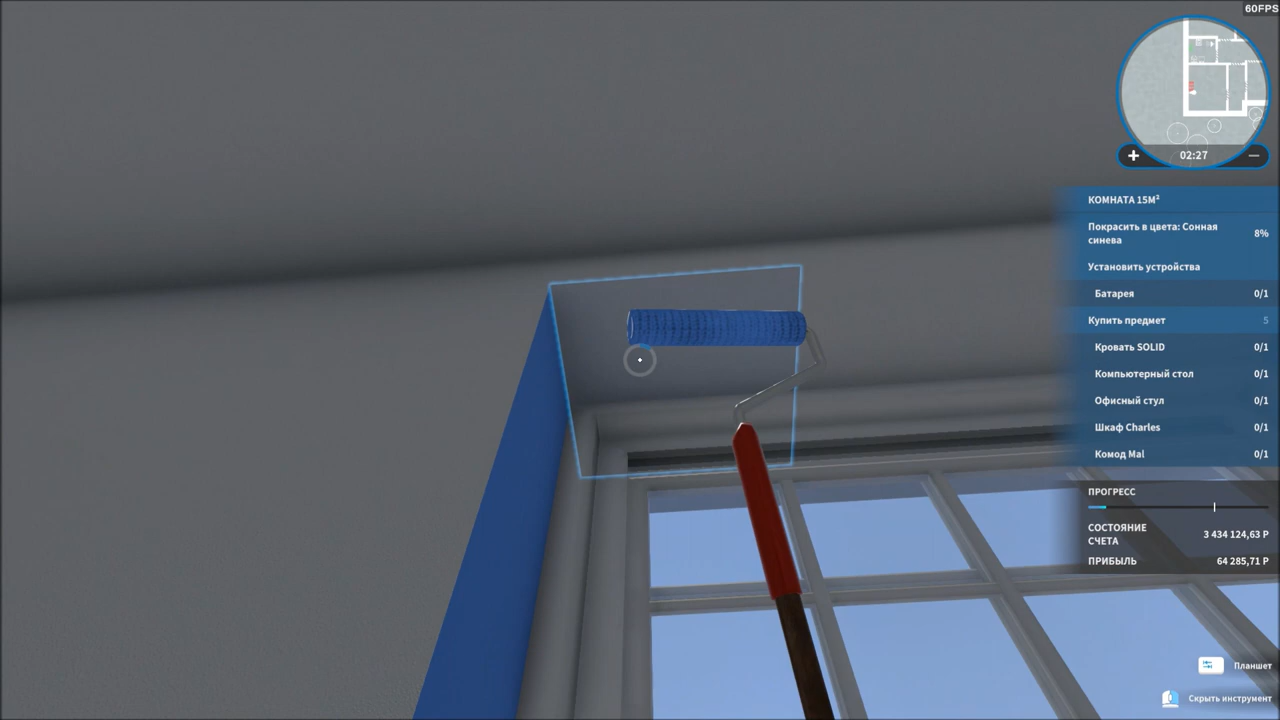 60FPS
02:27
КОМНАТА 15М²
Покрасить в цвета: Сонная 8%
синева
Установить устройства
Батарея 0/1
Купить предмет 5
Кровать SOLID 0/1
Компьютерный стол 0/1
Офисный стул 0/1
Шкаф Charles 0/1
Комод Mal 0/1
ПРОГРЕСС
СОСТОЯНИЕ 3 434 124,63 Р
СЧЕТА
ПРИБЫЛЬ 64 285,71 Р
Планшет
Скрыть инструмент